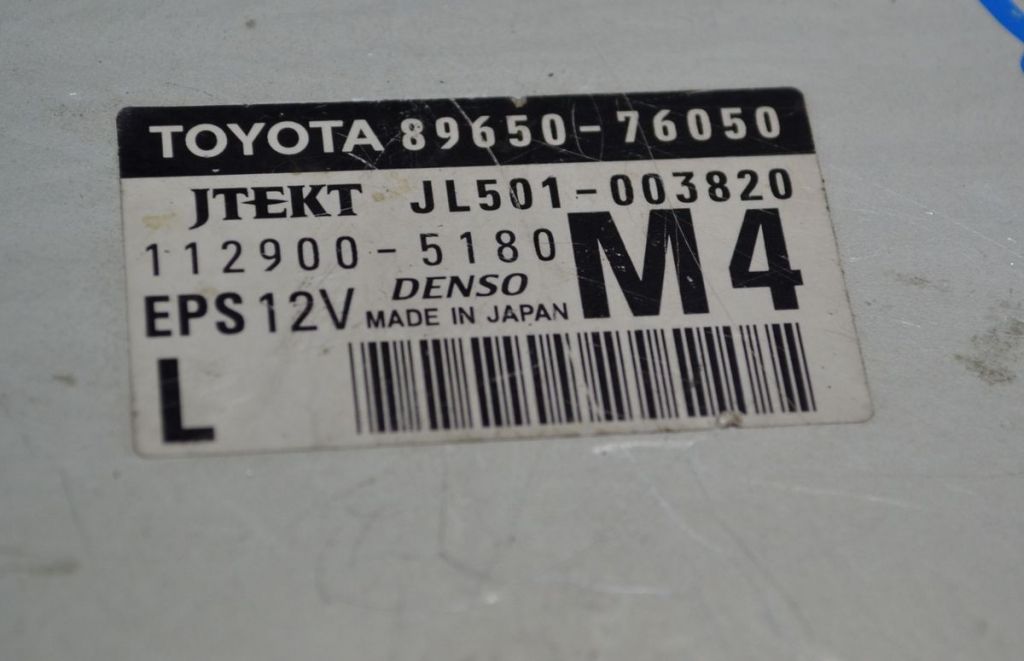 TOYOTA 89650-76050
JTEKT JL501-003820
112900-5180 M4
DENSO
EPS 12V MADE IN JAPAN
L